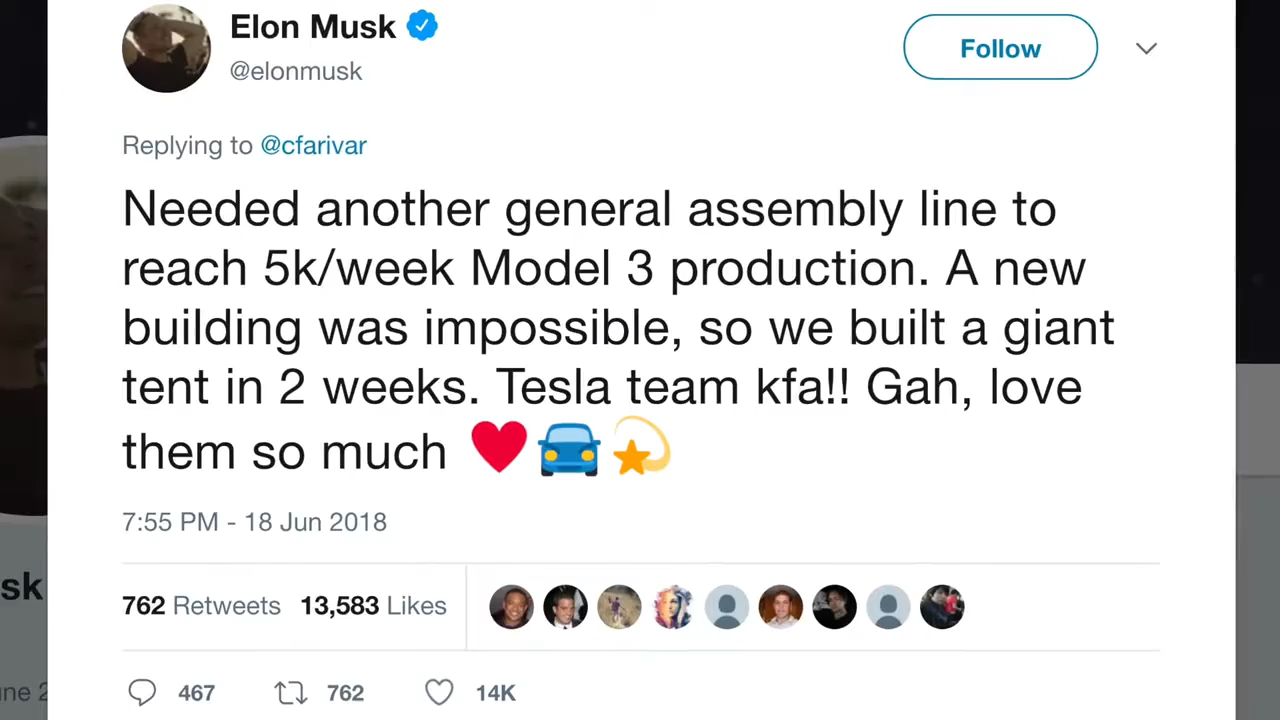 Elon Musk
@elonmusk
Follow
Replying to @cfarivar
Needed another general assembly line to
reach 5k/week Model 3 production. A new
building was impossible, so we built a giant
tent in 2 weeks. Tesla team kfa!! Gah, love
them so much ♥️🚙💫
7:55 PM - 18 Jun 2018
762 Retweets 13,583 Likes
467 762 14K
sk